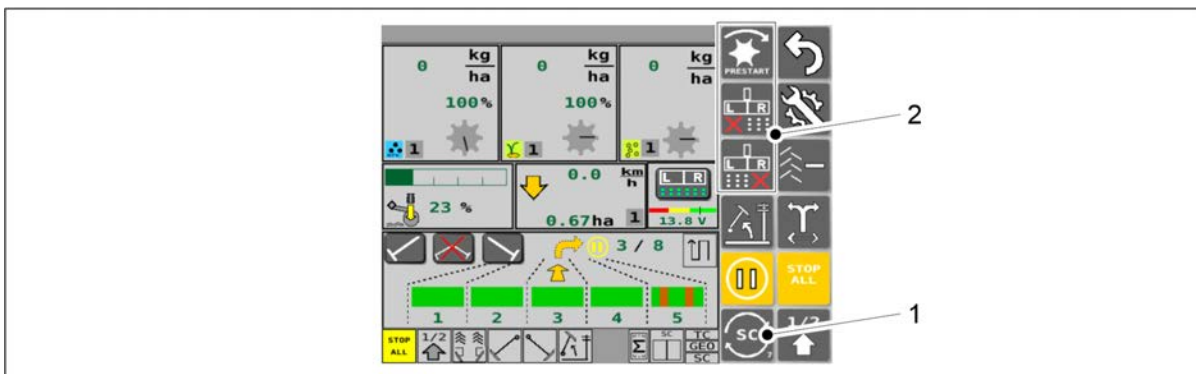 0 kg/ha
100%
1
0 kg/ha
100%
1
0 kg/ha
1
PRESTART
L R
L R
2
23 %
0.0 km/h
0.67ha 1
L R
13.8 V
3 / 8
1 2 3 4 5
STOP ALL
SC
1/2
1
STOP ALL
1/2
SC
TC
GEO
SC